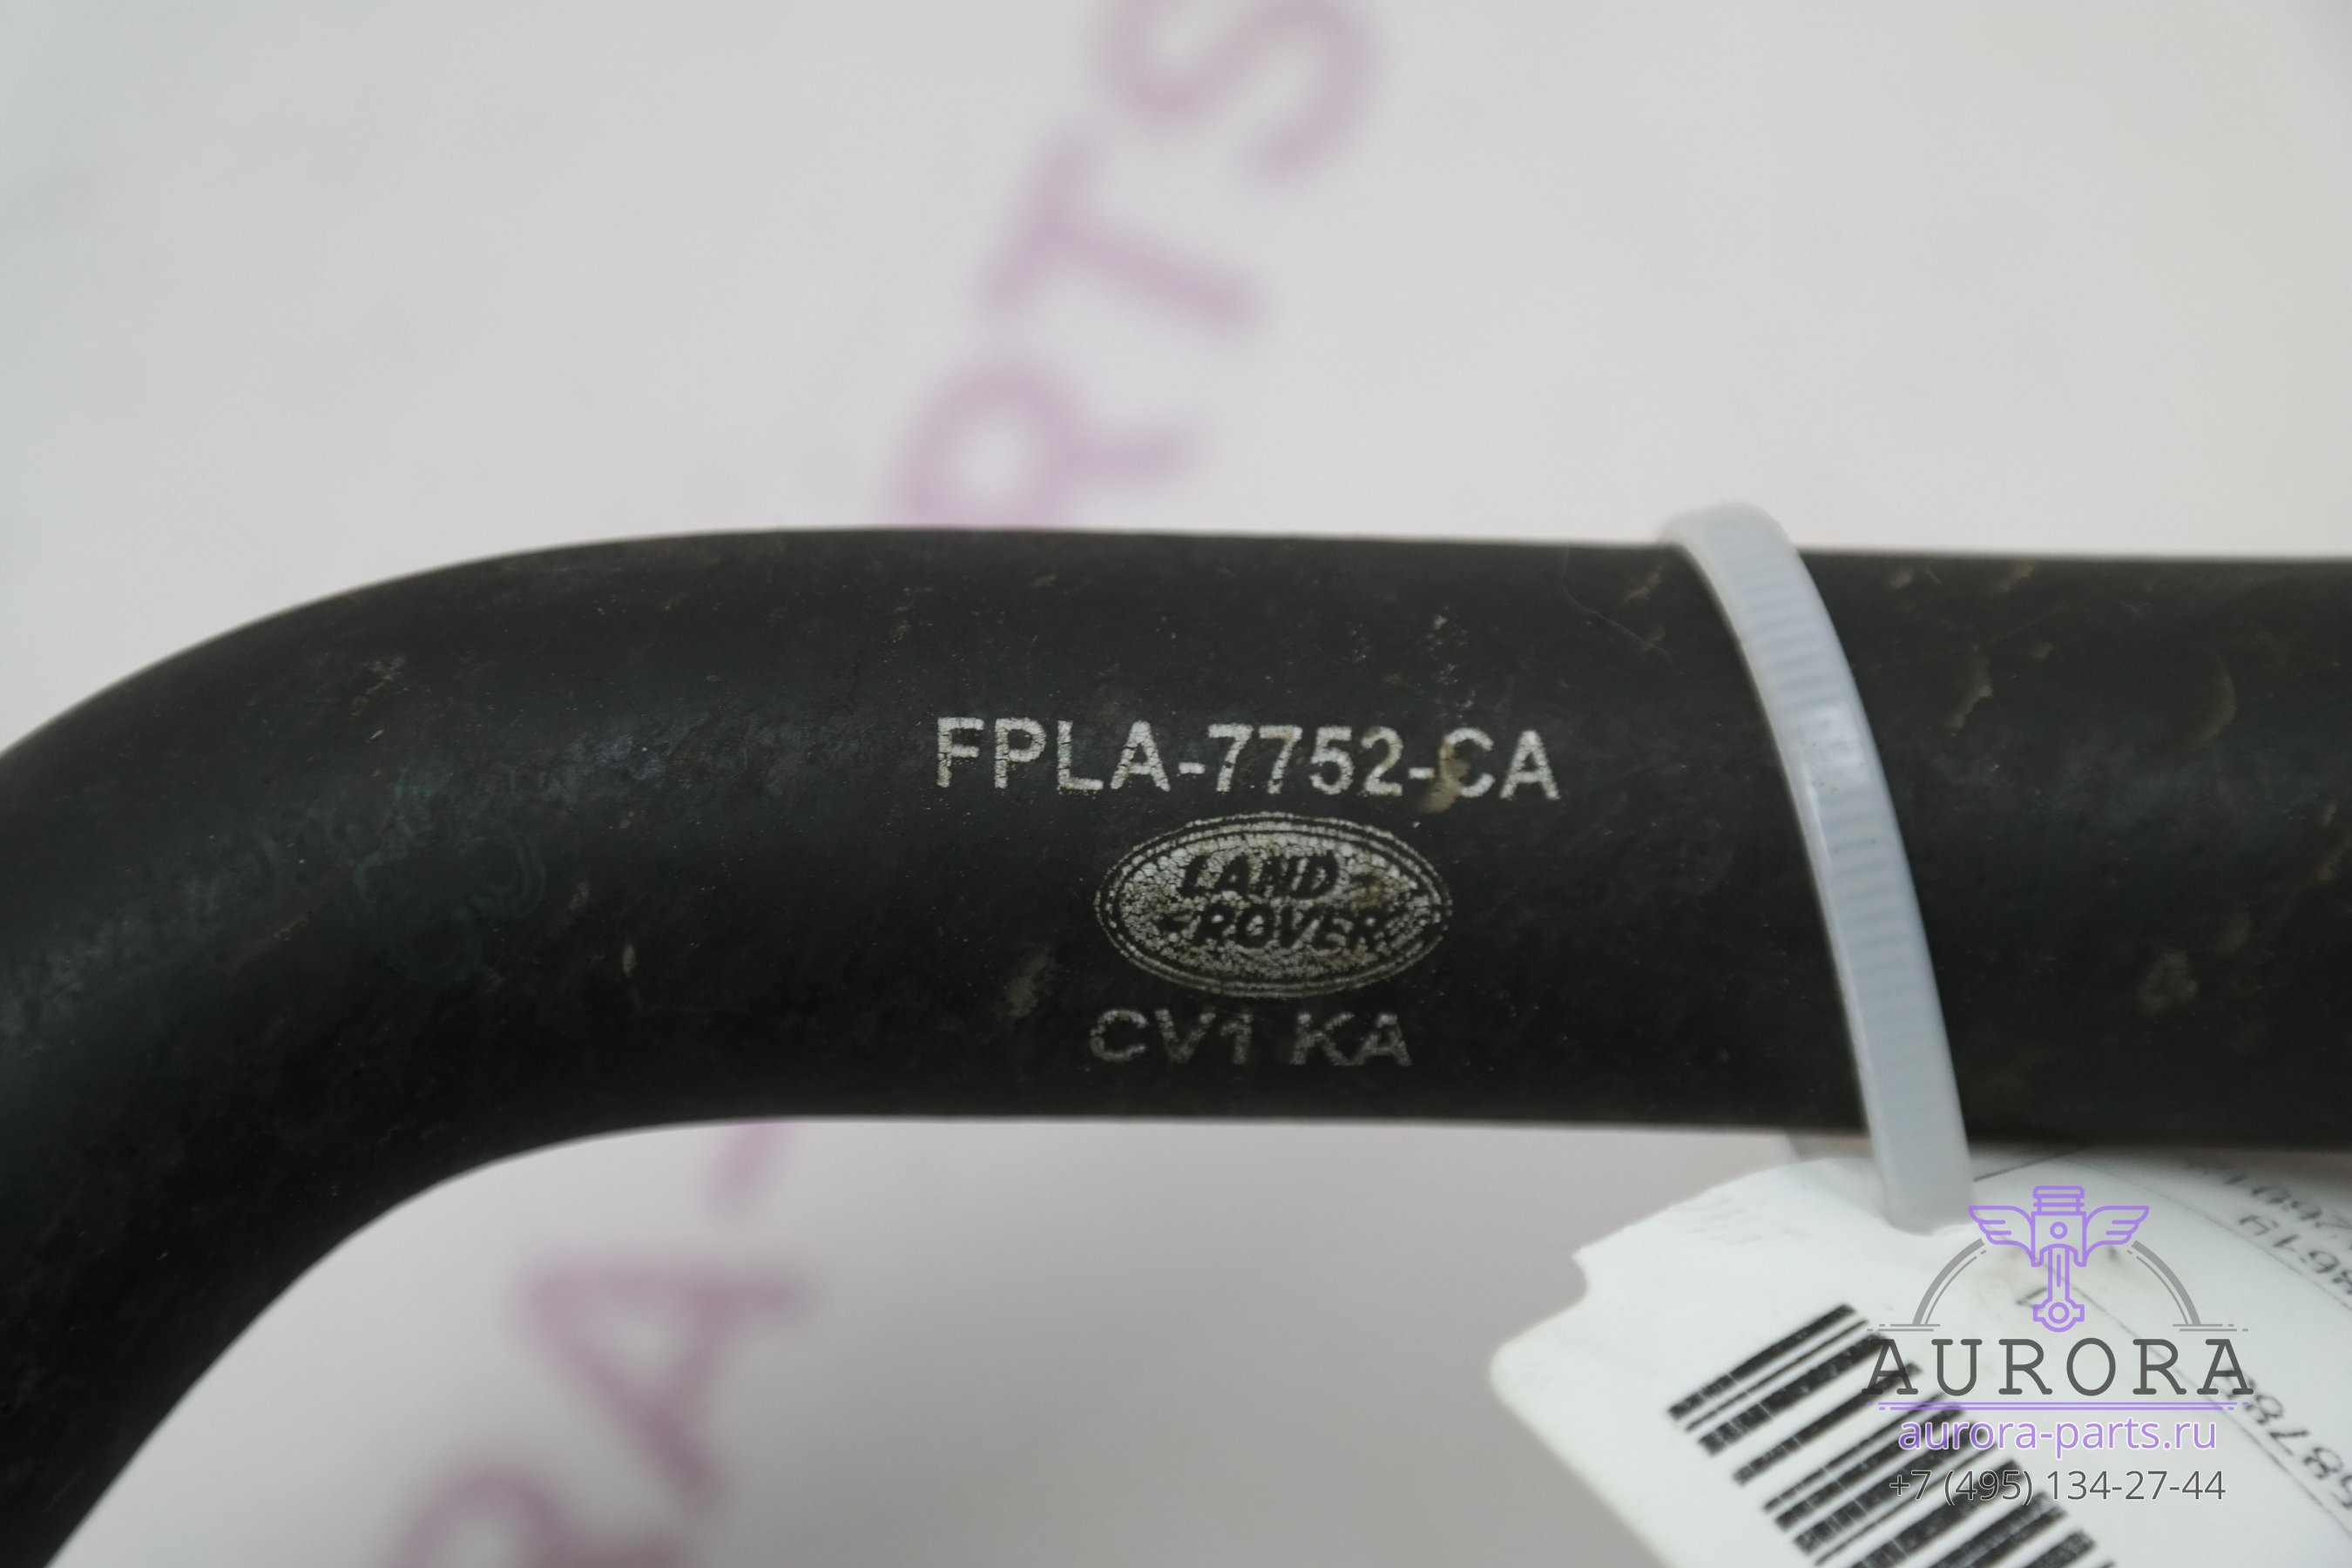 FPLA-7752-CA
LAND
ROVER
CV1 KA
AURORA
aurora-parts.ru
+7 (495) 134-27-44